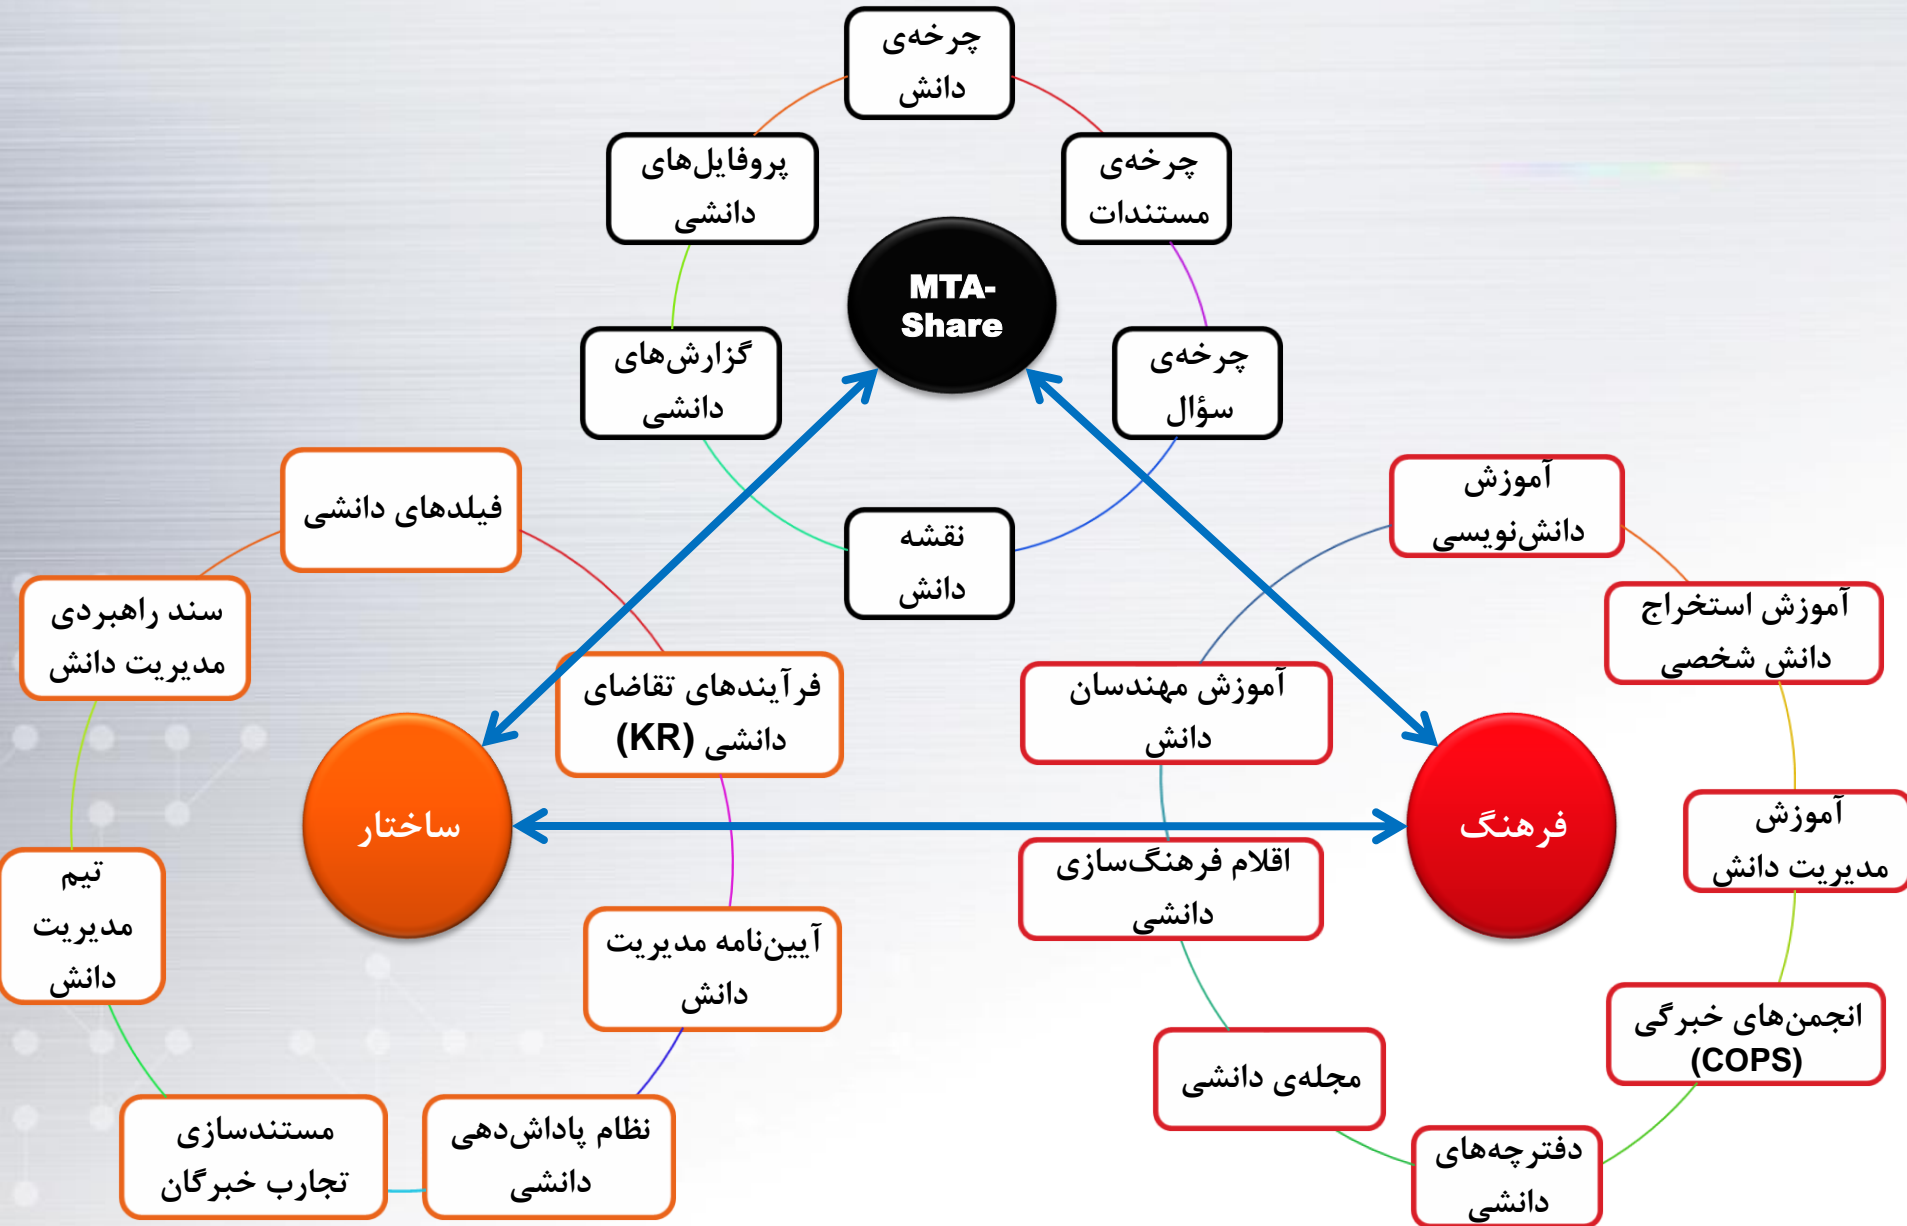 چرخه‌ی
دانش
چرخه‌ی
مستندات
چرخه‌ی
سؤال
نقشه
دانش
گزارش‌های
دانشی
پروفایل‌های
دانشی
MTA-
Share
فیلدهای دانشی
فرآیندهای تقاضای
دانشی (KR)
آیین‌نامه مدیریت
دانش
نظام پاداش‌دهی
دانشی
مستندسازی
تجارب خبرگان
تیم
مدیریت
دانش
سند راهبردی
مدیریت دانش
ساختار
آموزش
دانش‌نویسی
آموزش استخراج
دانش شخصی
آموزش
مدیریت دانش
انجمن‌های خبرگی
(COPS)
دفترچه‌های
دانشی
مجله‌ی دانشی
اقلام فرهنگ‌سازی
دانشی
آموزش مهندسان
دانش
فرهنگ